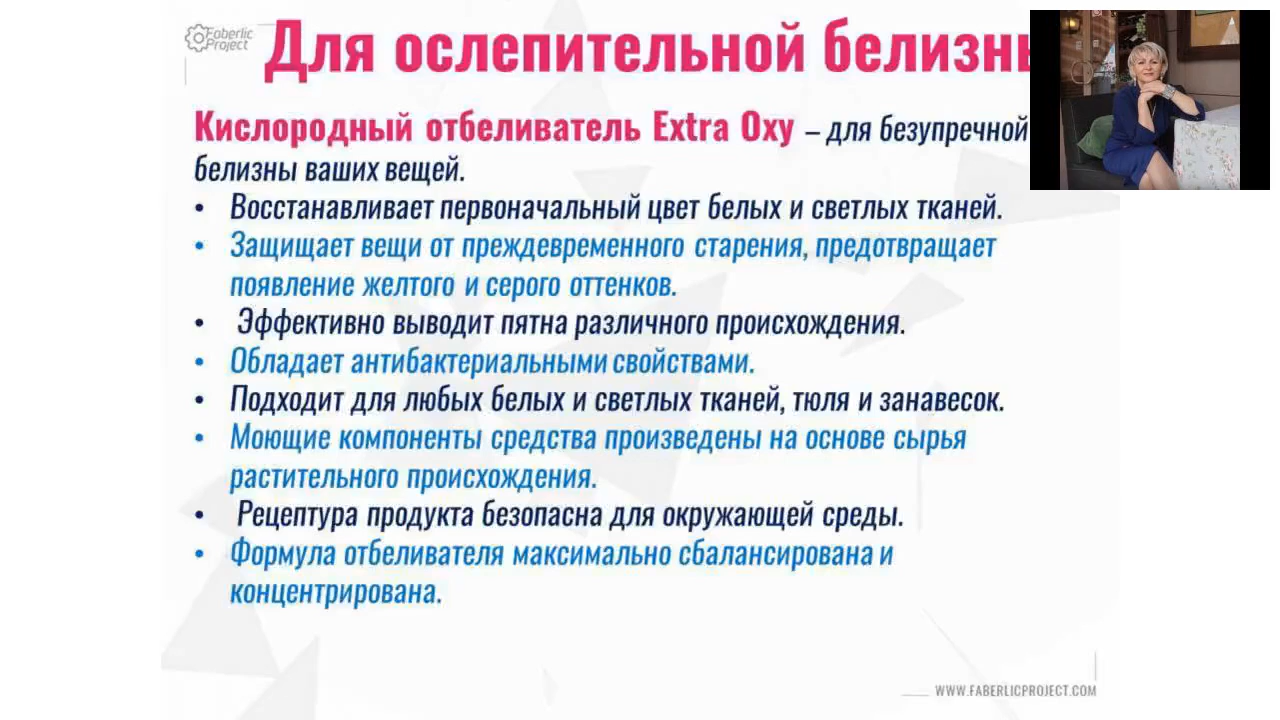 Faberlic
Project
Для ослепительной белизн
Кислородный отбеливатель Extra Oxy – для безупречной
белизны ваших вещей.
• Восстанавливает первоначальный цвет белых и светлых тканей.
• Защищает вещи от преждевременного старения, предотвращает
появление желтого и серого оттенков.
• Эффективно выводит пятна различного происхождения.
• Обладает антибактериальными свойствами.
• Подходит для любых белых и светлых тканей, тюля и занавесок.
• Моющие компоненты средства произведены на основе сырья
растительного происхождения.
• Рецептура продукта безопасна для окружающей среды.
• Формула отбеливателя максимально сбалансирована и
концентрирована.
WWW.FABERLICPROJECT.COM